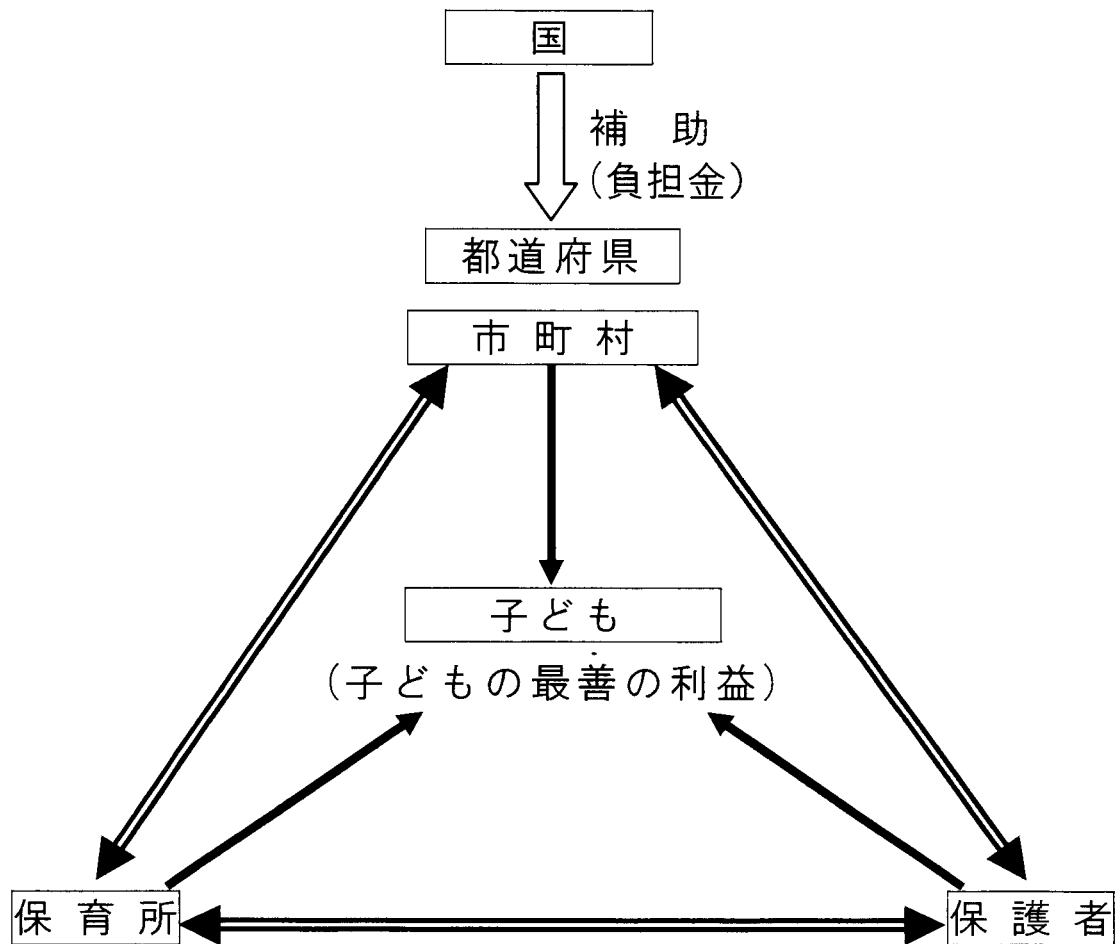 国
補 助
(負担金)
都道府県
市 町 村
子ども
(子どもの最善の利益)
保 育 所
保 護 者